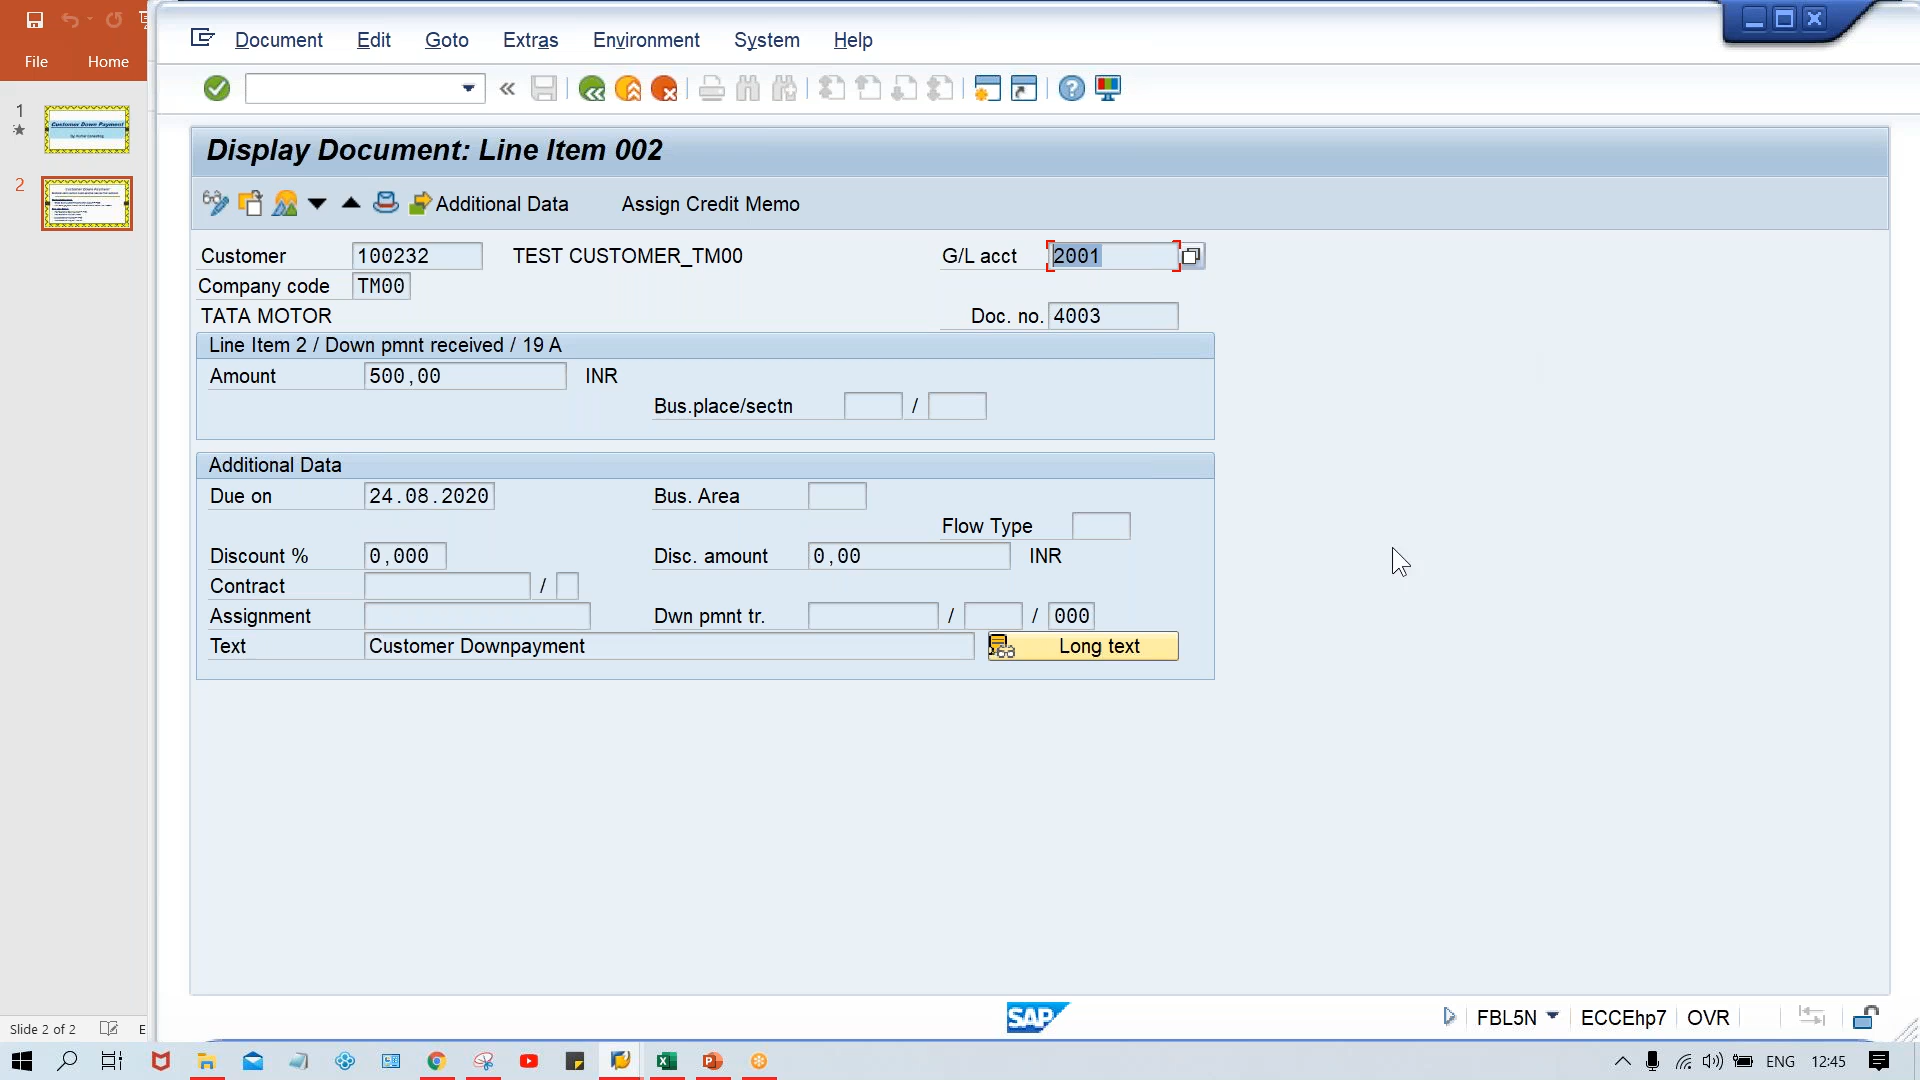 File Home
Document Edit Goto Extras Environment System Help
1
Customer Down Payment
2
Display Document: Line Item 002
Additional Data Assign Credit Memo
Customer 100232 TEST CUSTOMER_TM00 G/L acct 2001
Company code TM00
TATA MOTOR Doc. no. 4003
Line Item 2 / Down pmnt received / 19 A
Amount 500,00 INR
Bus.place/sectn /
Additional Data
Due on 24.08.2020 Bus. Area
Flow Type
Discount % 0,000 Disc. amount 0,00 INR
Contract /
Assignment Dwn pmnt tr. / / 000
Text Customer Downpayment Long text
SAP
FBL5N ECCEhp7 OVR
Slide 2 of 2 E
ENG 12:45